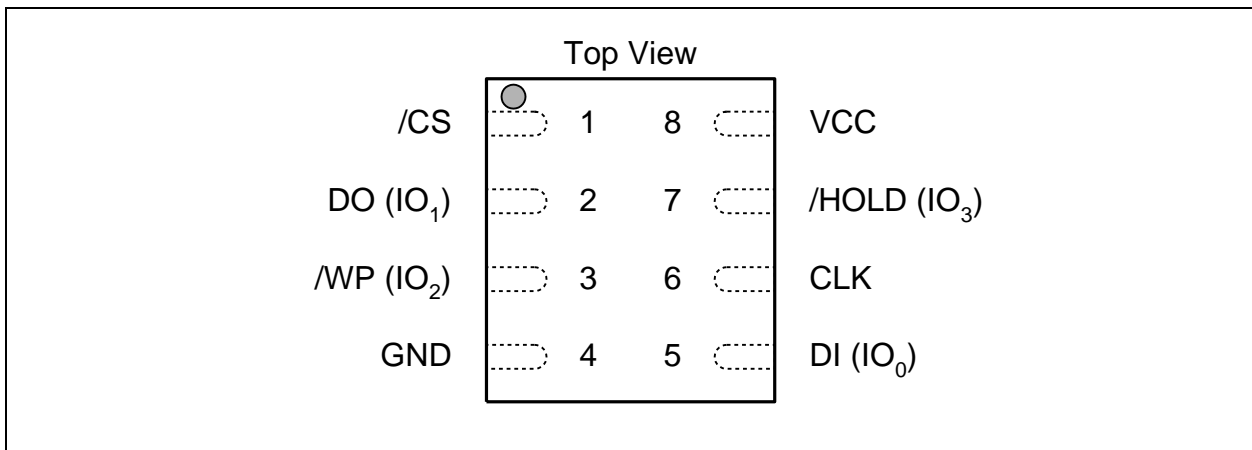 Top View
/CS 1 8 VCC
DO (IO₁) 2 7 /HOLD (IO₃)
/WP (IO₂) 3 6 CLK
GND 4 5 DI (IO₀)